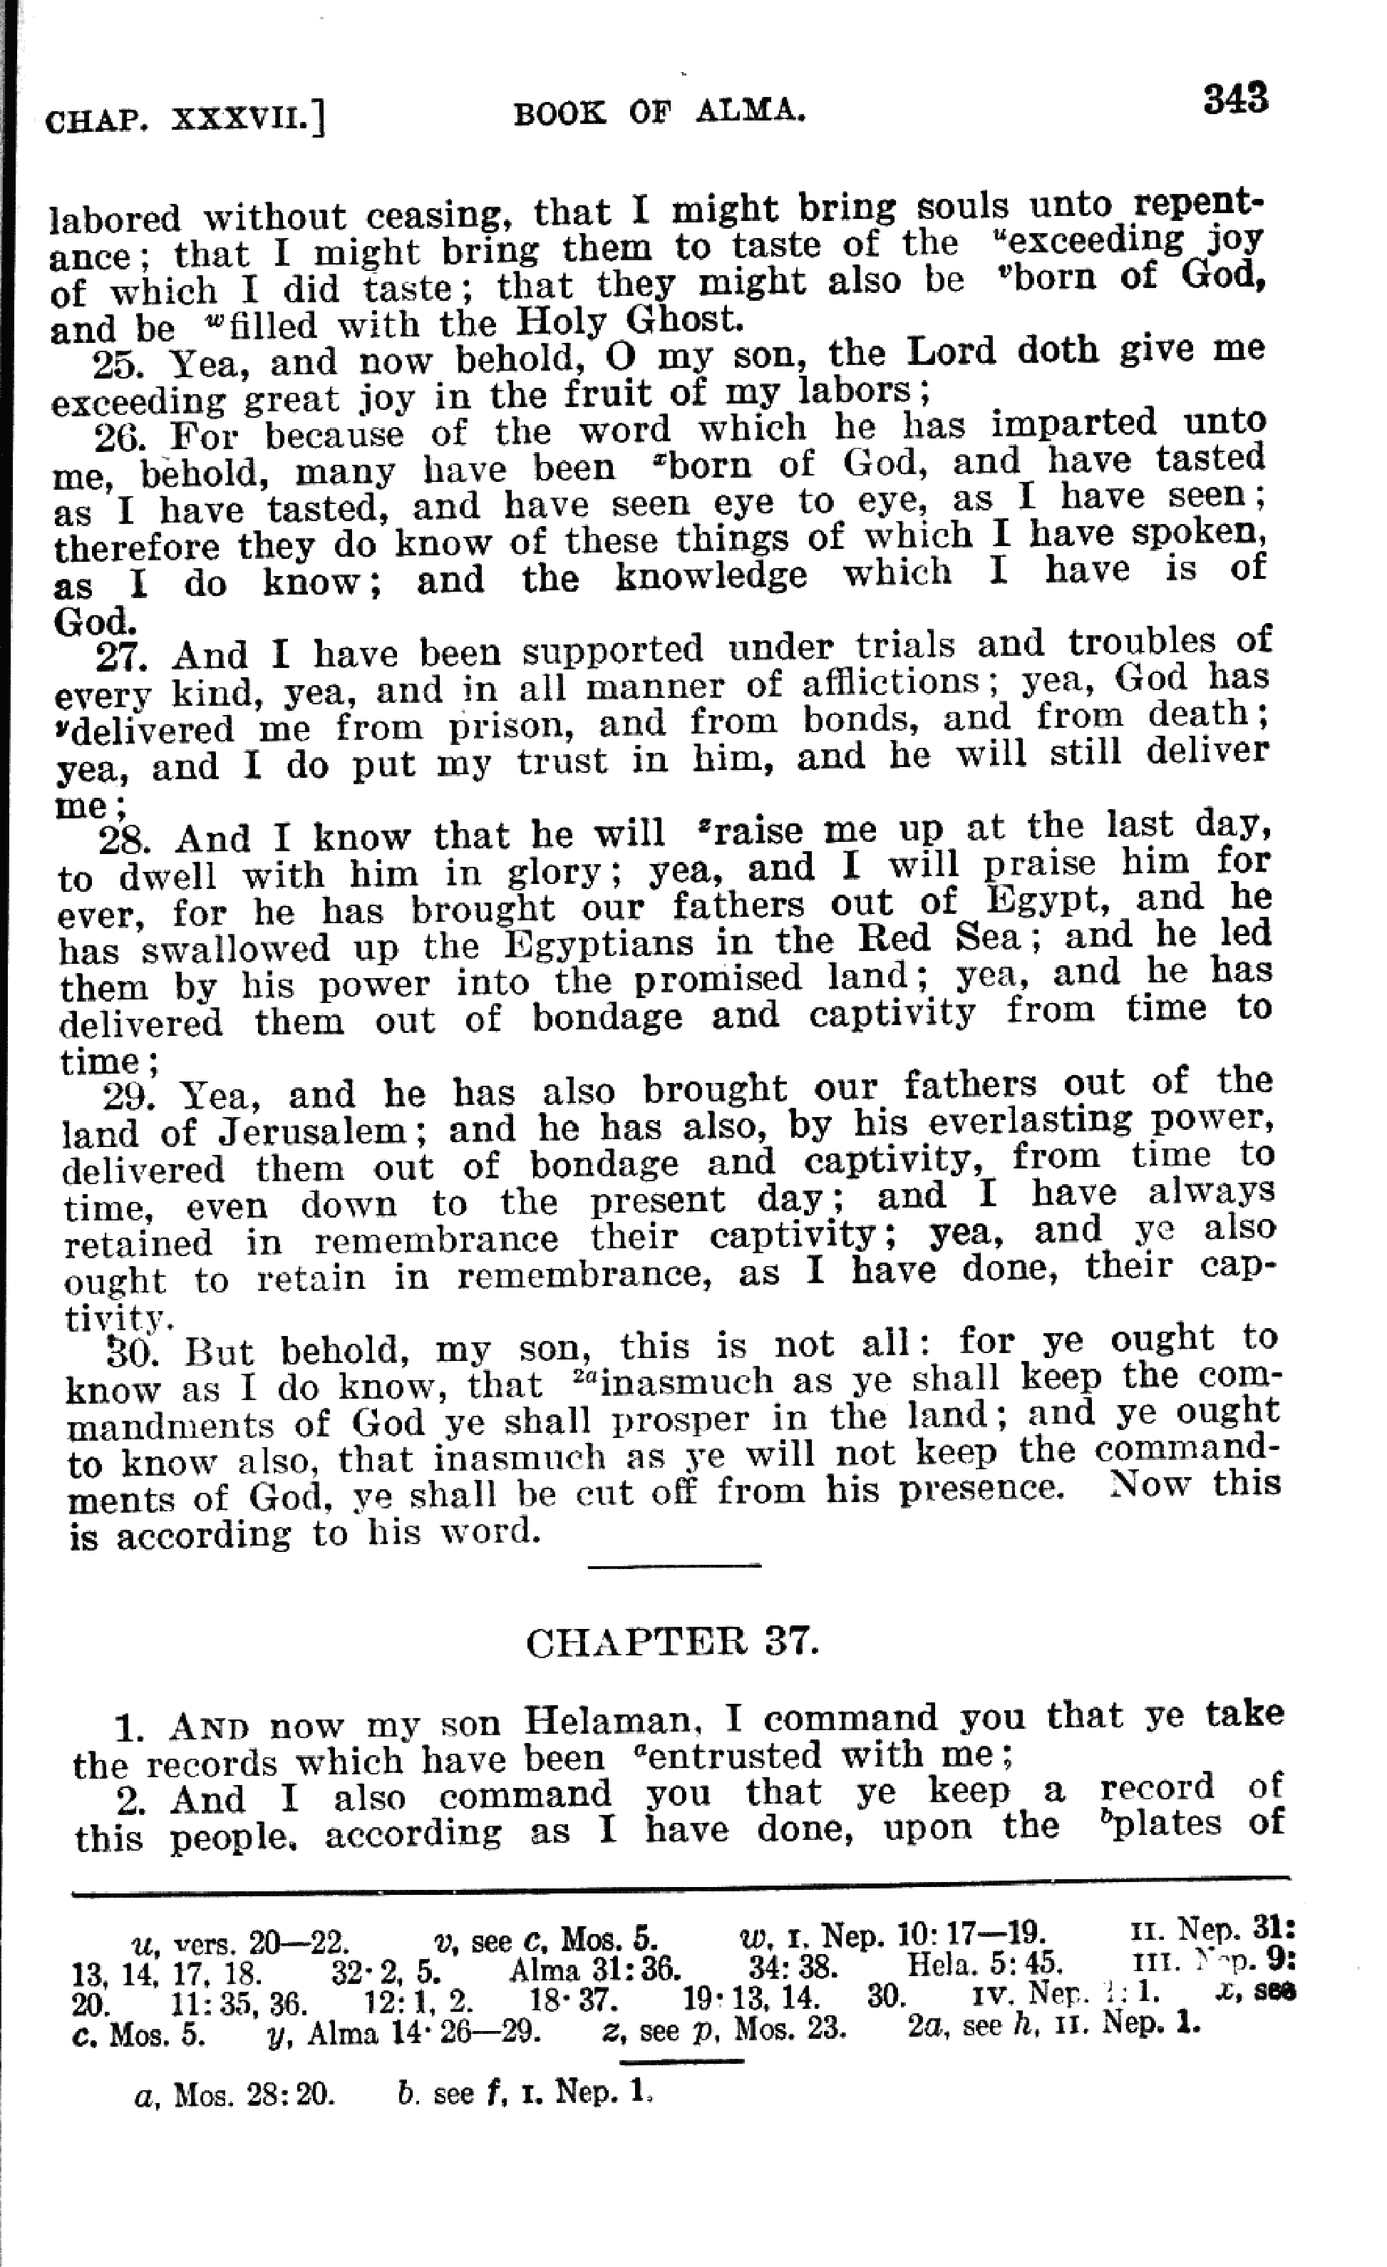 CHAP. XXXVII.] BOOK OF ALMA. 343
labored without ceasing, that I might bring souls unto repent-
ance; that I might bring them to taste of the uexceeding joy
of which I did taste; that they might also be vborn of God,
and be wfilled with the Holy Ghost.
25. Yea, and now behold, O my son, the Lord doth give me
exceeding great joy in the fruit of my labors;
26. For because of the word which he has imparted unto
me, behold, many have been xborn of God, and have tasted
as I have tasted, and have seen eye to eye, as I have seen;
therefore they do know of these things of which I have spoken,
as I do know; and the knowledge which I have is of
God.
27. And I have been supported under trials and troubles of
every kind, yea, and in all manner of afflictions; yea, God has
ydelivered me from prison, and from bonds, and from death;
yea, and I do put my trust in him, and he will still deliver
me;
28. And I know that he will zraise me up at the last day,
to dwell with him in glory; yea, and I will praise him for
ever, for he has brought our fathers out of Egypt, and he
has swallowed up the Egyptians in the Red Sea; and he led
them by his power into the promised land; yea, and he has
delivered them out of bondage and captivity from time to
time;
29. Yea, and he has also brought our fathers out of the
land of Jerusalem; and he has also, by his everlasting power,
delivered them out of bondage and captivity, from time to
time, even down to the present day; and I have always
retained in remembrance their captivity; yea, and ye also
ought to retain in remembrance, as I have done, their cap-
tivity.
30. But behold, my son, this is not all: for ye ought to
know as I do know, that 2ainasmuch as ye shall keep the com-
mandments of God ye shall prosper in the land; and ye ought
to know also, that inasmuch as ye will not keep the command-
ments of God, ye shall be cut off from his presence. Now this
is according to his word.
CHAPTER 37.
1. AND now my son Helaman, I command you that ye take
the records which have been aentrusted with me;
2. And I also command you that ye keep a record of
this people, according as I have done, upon the bplates of
u, vers. 20—22. v, see c, Mos. 5. w, I. Nep. 10: 17—19. II. Nep. 31:
13, 14, 17, 18. 32: 2, 5. Alma 31: 36. 34: 38. Hela. 5: 45. III. Nep. 9:
20. 11: 35, 36. 12: 1, 2. 18: 37. 19: 13, 14. 30. IV. Nep. 1: 1. x, see
c, Mos. 5. y, Alma 14: 26—29. z, see p, Mos. 23. 2a, see h, II. Nep. 1.
a, Mos. 28: 20. b, see f, I. Nep. 1.